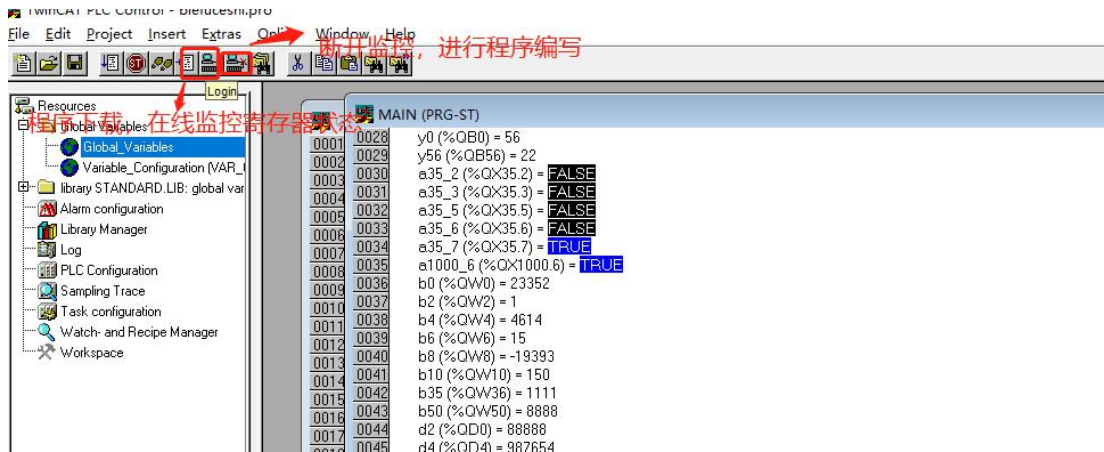 TwinCAT PLC Control - blefuceshi.pro
File Edit Project Insert Extras Online Window Help
断开监控，进行程序编写
Login
程序下载，在线监控寄存器状态
Resources
Global Variables
Global_Variables
Variable_Configuration (VAR_
library STANDARD.LIB: global var
Alarm configuration
Library Manager
Log
PLC Configuration
Sampling Trace
Task configuration
Watch- and Recipe Manager
Workspace
0001
0002
0003
0004
0005
0006
0007
0008
0009
0010
0011
0012
0013
0014
0015
0016
0017
MAIN (PRG-ST)
0028 y0 (%QB0) = 56
0029 y56 (%QB56) = 22
0030 a35_2 (%QX35.2) = FALSE
0031 a35_3 (%QX35.3) = FALSE
0032 a35_5 (%QX35.5) = FALSE
0033 a35_6 (%QX35.6) = FALSE
0034 a35_7 (%QX35.7) = TRUE
0035 a1000_6 (%QX1000.6) = TRUE
0036 b0 (%QW0) = 23352
0037 b2 (%QW2) = 1
0038 b4 (%QW4) = 4614
0039 b6 (%QW6) = 15
0040 b8 (%QW8) = -19393
0041 b10 (%QW10) = 150
0042 b35 (%QW36) = 1111
0043 b50 (%QW50) = 8888
0044 d2 (%QD0) = 88888
0045 d4 (%QD4) = 987654